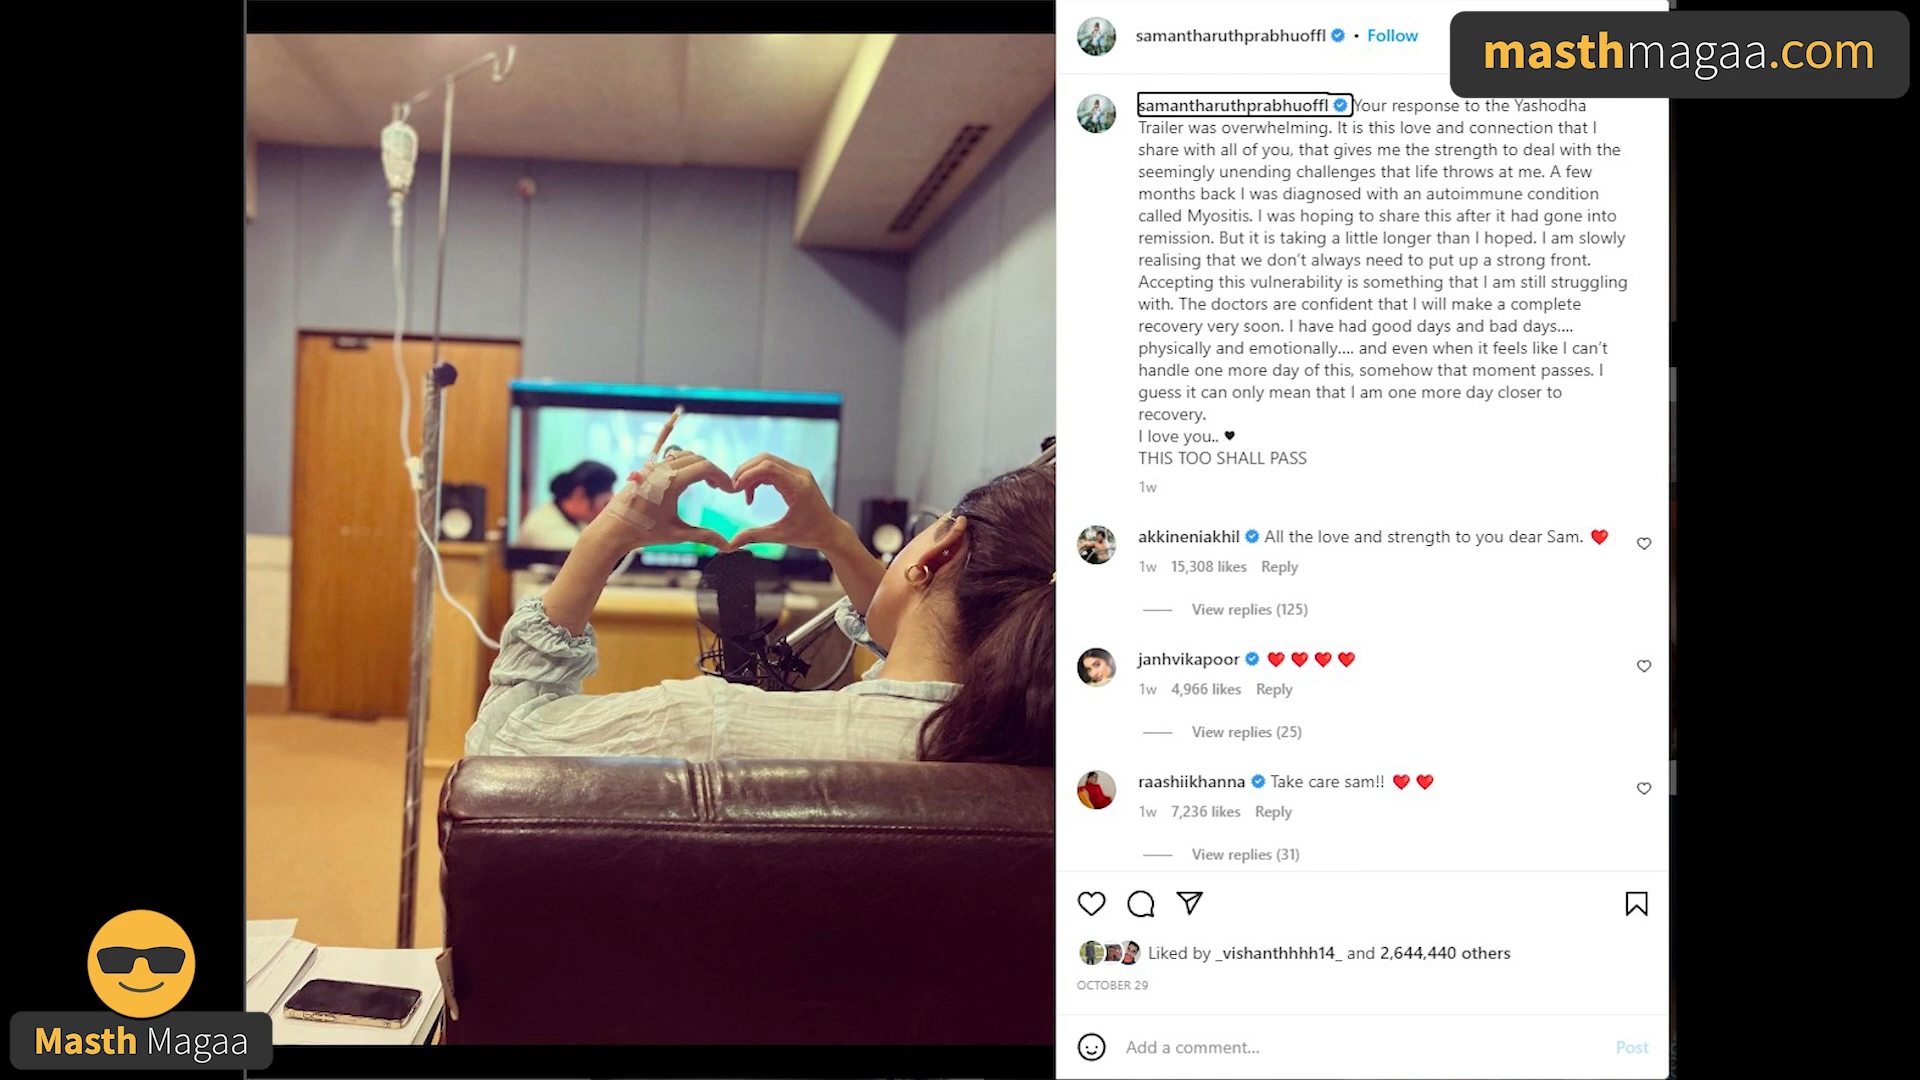 samantharuthprabhuoffl • Follow
masthmagaa.com
samantharuthprabhuoffl Your response to the Yashodha
Trailer was overwhelming. It is this love and connection that I
share with all of you, that gives me the strength to deal with the
seemingly unending challenges that life throws at me. A few
months back I was diagnosed with an autoimmune condition
called Myositis. I was hoping to share this after it had gone into
remission. But it is taking a little longer than I hoped. I am slowly
realising that we don’t always need to put up a strong front.
Accepting this vulnerability is something that I am still struggling
with. The doctors are confident that I will make a complete
recovery very soon. I have had good days and bad days....
physically and emotionally.... and even when it feels like I can’t
handle one more day of this, somehow that moment passes. I
guess it can only mean that I am one more day closer to
recovery.
I love you.. ♥
THIS TOO SHALL PASS
1w
akkineniakhil All the love and strength to you dear Sam. ❤️
1w 15,308 likes Reply
View replies (125)
janhvikapoor ❤️❤️❤️❤️
1w 4,966 likes Reply
View replies (25)
raashiikhanna Take care sam!! ❤️❤️
1w 7,236 likes Reply
View replies (31)
Liked by _vishanthhhh14_ and 2,644,440 others
OCTOBER 29
Add a comment... Post
Masth Magaa